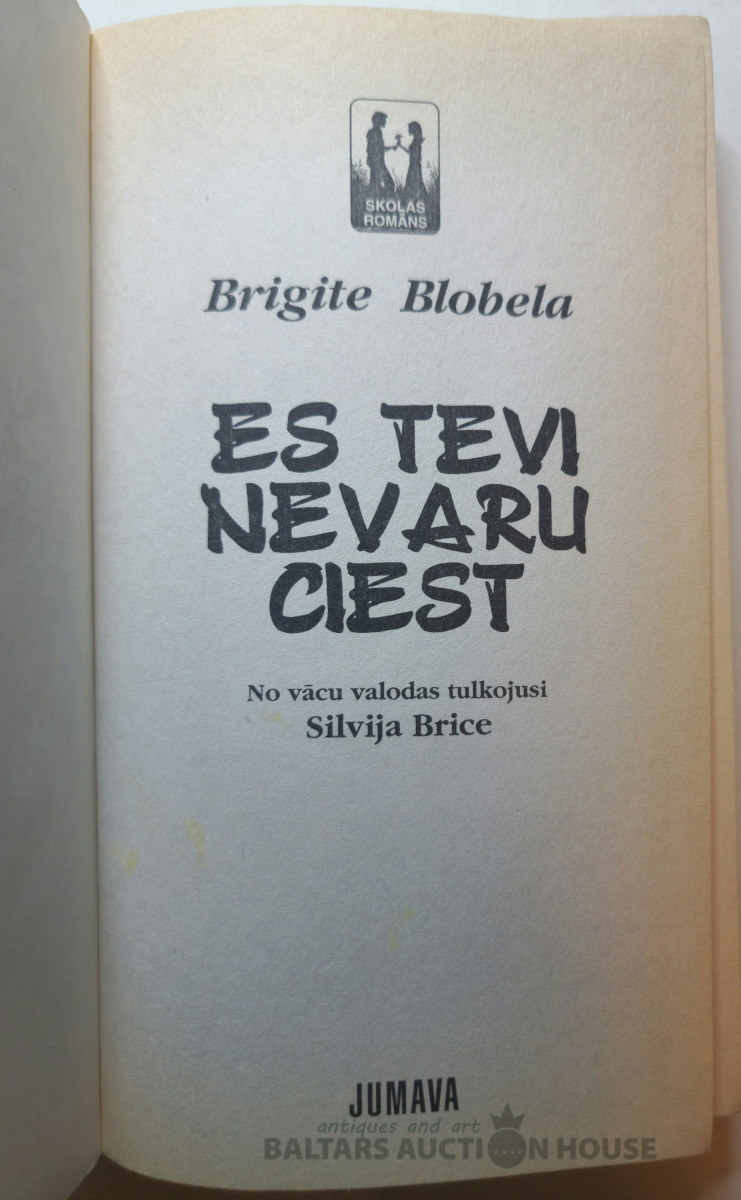 SKOLAS
ROMĀNS
Brigite Blobela
ES TEVI
NEVARU
CIEST
No vācu valodas tulkojusi
Silvija Brice
JUMAVA
antiques and art
BALTARS AUCTION HOUSE